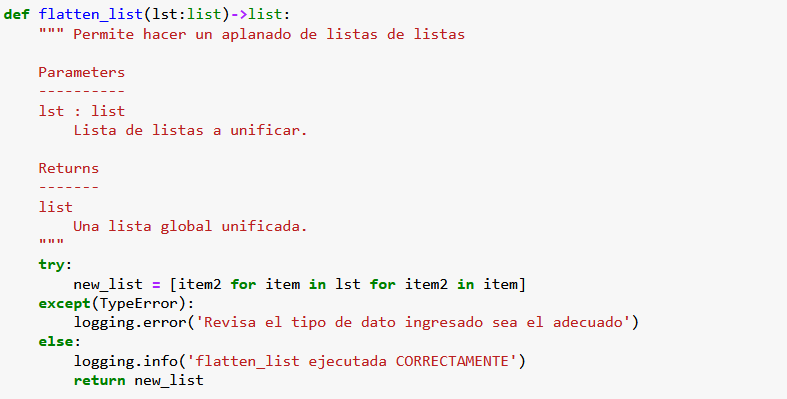 def flatten_list(lst:list)->list:
    """ Permite hacer un aplanado de listas de listas
    Parameters
    ----------
    lst : list
        Lista de listas a unificar.
    Returns
    -------
    list
        Una lista global unificada.
    """
    try:
        new_list = [item2 for item in lst for item2 in item]
    except(TypeError):
        logging.error('Revisa el tipo de dato ingresado sea el adecuado')
    else:
        logging.info('flatten_list ejecutada CORRECTAMENTE')
        return new_list